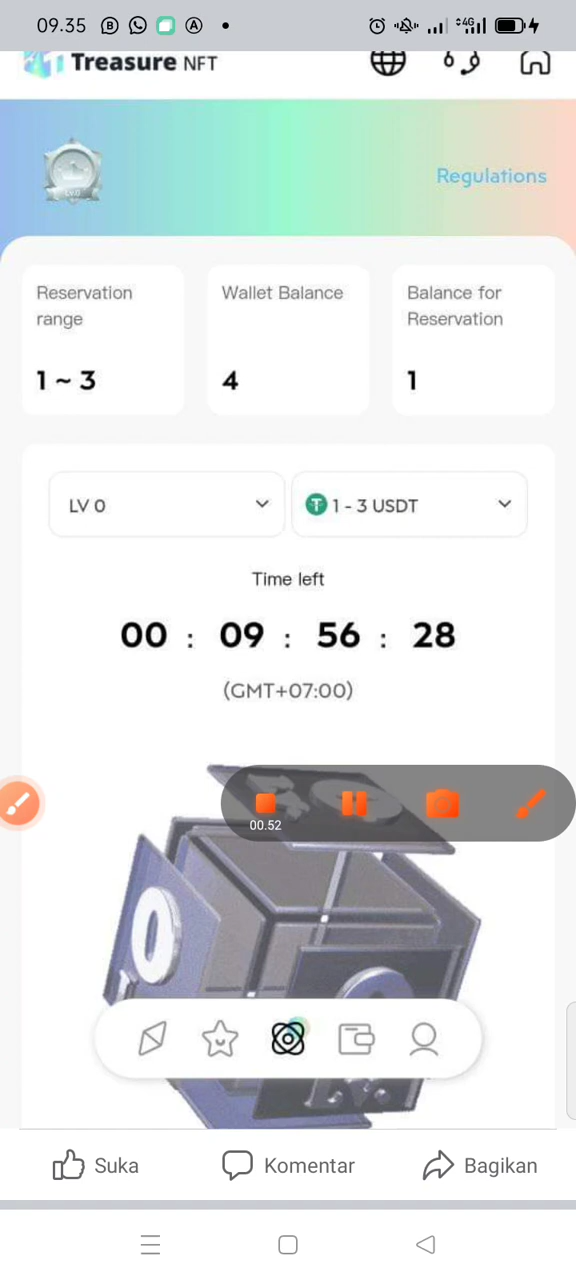 09.35
4G
Treasure NFT
Regulations
Reservation range
1 ~ 3
Wallet Balance
4
Balance for Reservation
1
LV 0
1 - 3 USDT
Time left
00 : 09 : 56 : 28
(GMT+07:00)
00.52
Suka
Komentar
Bagikan